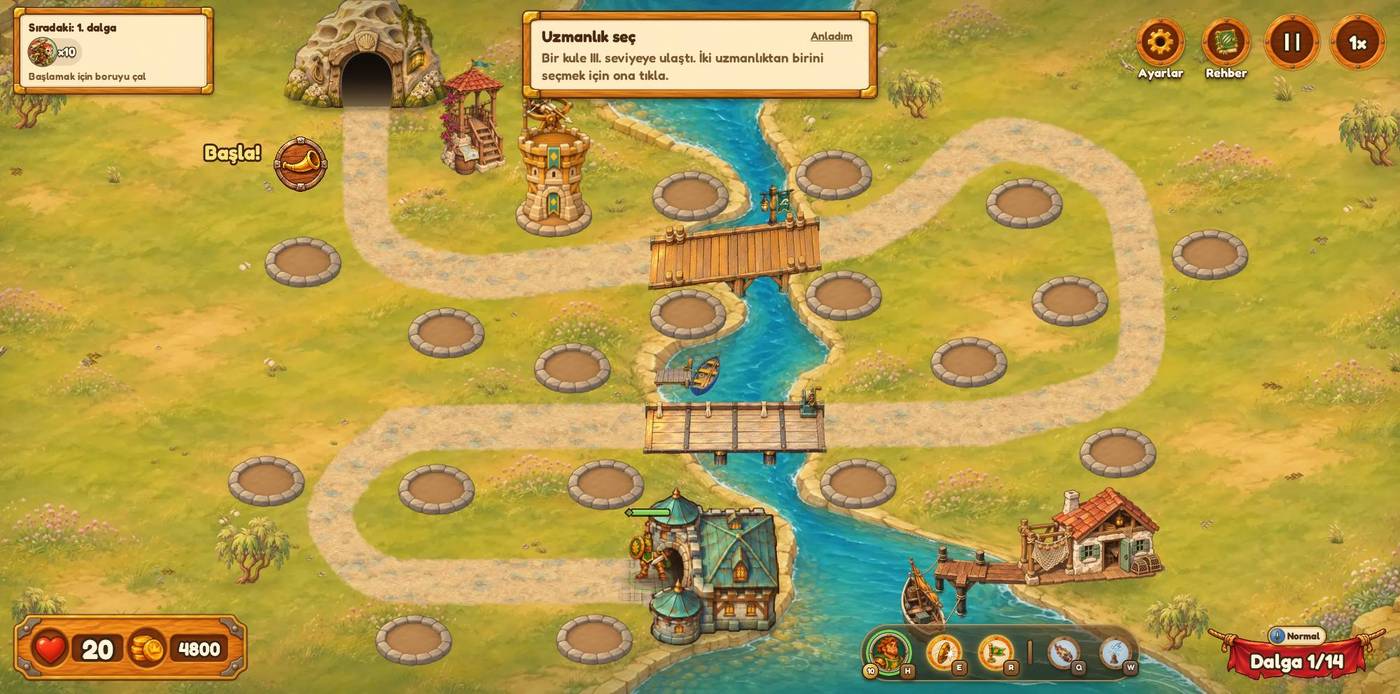 Sıradaki: 1. dalga
x10
Başlamak için boruyu çal
Uzmanlık seç
Anladım
Bir kule III. seviyeye ulaştı. İki uzmanlıktan birini
seçmek için ona tıkla.
Ayarlar
Rehber
1x
Başla!
20
4800
10
H
E
R
Q
W
Normal
Dalga 1/14